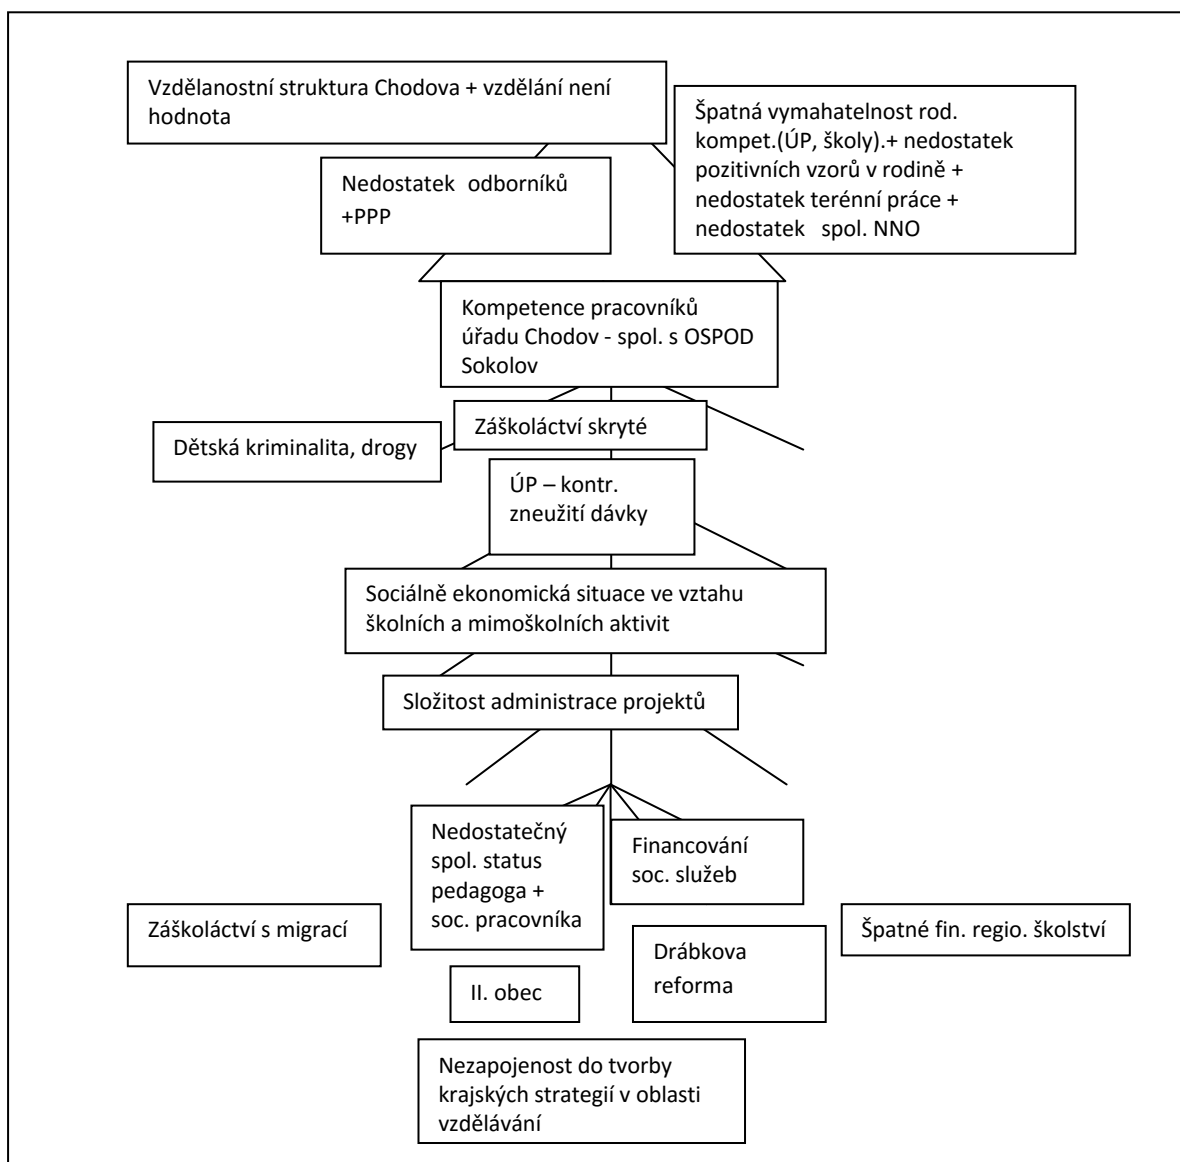 Vzdělanostní struktura Chodova + vzdělání není
hodnota
Špatná vymahatelnost rod.
kompet.(ÚP, školy).+ nedostatek
pozitivních vzorů v rodině +
nedostatek terénní práce +
nedostatek spol. NNO
Nedostatek odborníků
+PPP
Kompetence pracovníků
úřadu Chodov - spol. s OSPOD
Sokolov
Záškoláctví skryté
Dětská kriminalita, drogy
ÚP – kontr.
zneužití dávky
Sociálně ekonomická situace ve vztahu
školních a mimoškolních aktivit
Složitost administrace projektů
Nedostatečný
spol. status
pedagoga +
soc. pracovníka
Financování
soc. služeb
Záškoláctví s migrací
Špatné fin. regio. školství
Drábkova
reforma
II. obec
Nezapojenost do tvorby
krajských strategií v oblasti
vzdělávání